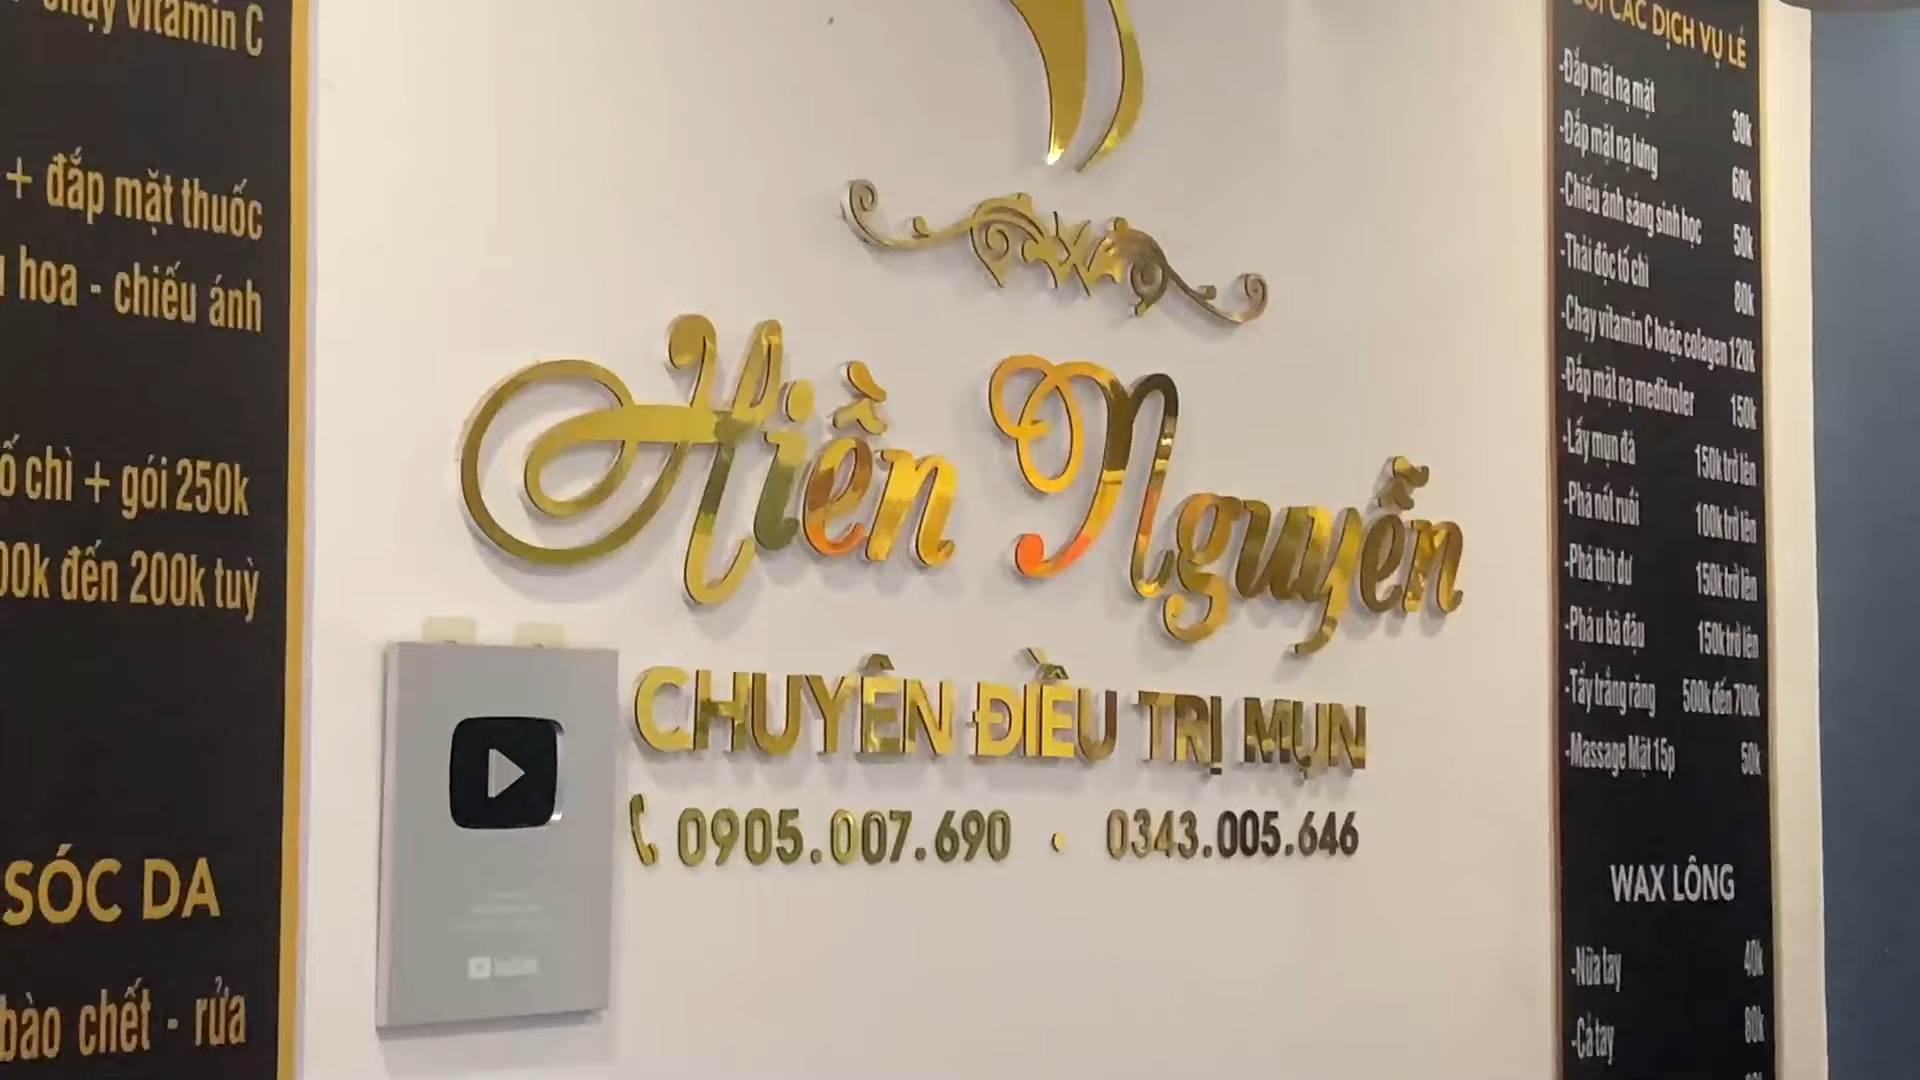 chạy vitamin C
+ đắp mặt thuốc
hoa - chiếu ánh
ố chì + gói 250k
00k đến 200k tuỳ
SÓC DA
bào chết - rửa
Hiền Nguyễn
CHUYÊN ĐIỀU TRỊ MỤN
0905.007.690 • 0343.005.646
CÁC DỊCH VỤ LẺ
-Đắp mặt nạ mặt 30k
-Đắp mặt nạ lưng 60k
-Chiếu ánh sáng sinh học 50k
-Thải độc tố chì 80k
-Chạy vitamin C hoặc colagen 120k
-Đắp mặt nạ meditroler 150k
-Lấy mụn đá 150k trở lên
-Phá nốt ruồi 100k trở lên
-Phá thịt dư 150k trở lên
-Phá u bã đậu 150k trở lên
-Tẩy trắng răng 500k đến 700k
-Massage Mặt 15p 50k
WAX LÔNG
-Nữa tay 40k
-Cả tay 80k